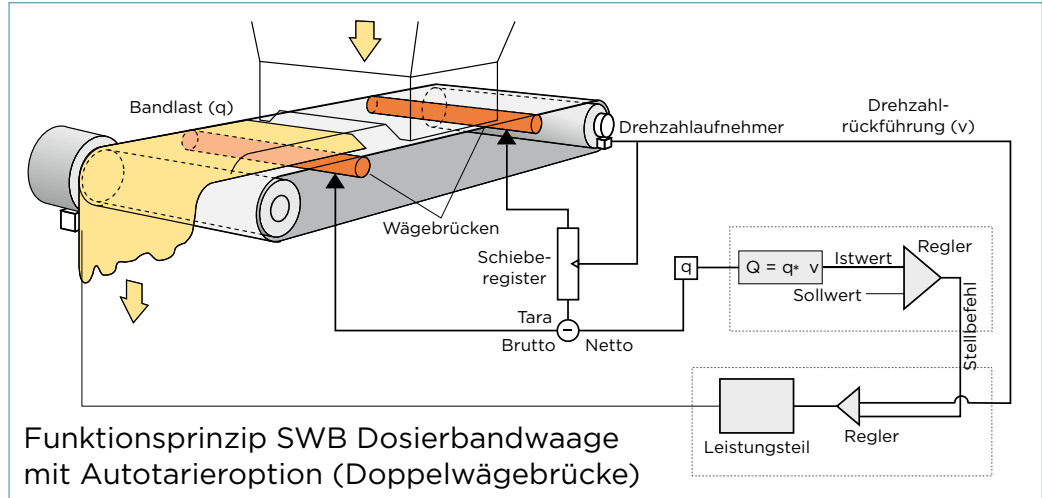 Bandlast (q)
Drehzahlaufnehmer
Drehzahl-
rückführung (v)
Wägebrücken
Schiebe-
register
q
Q = q* v
Istwert
Regler
Sollwert
Tara
−
Brutto
Netto
Stellbefehl
Leistungsteil
Regler
Funktionsprinzip SWB Dosierbandwaage
mit Autotarieroption (Doppelwägebrücke)